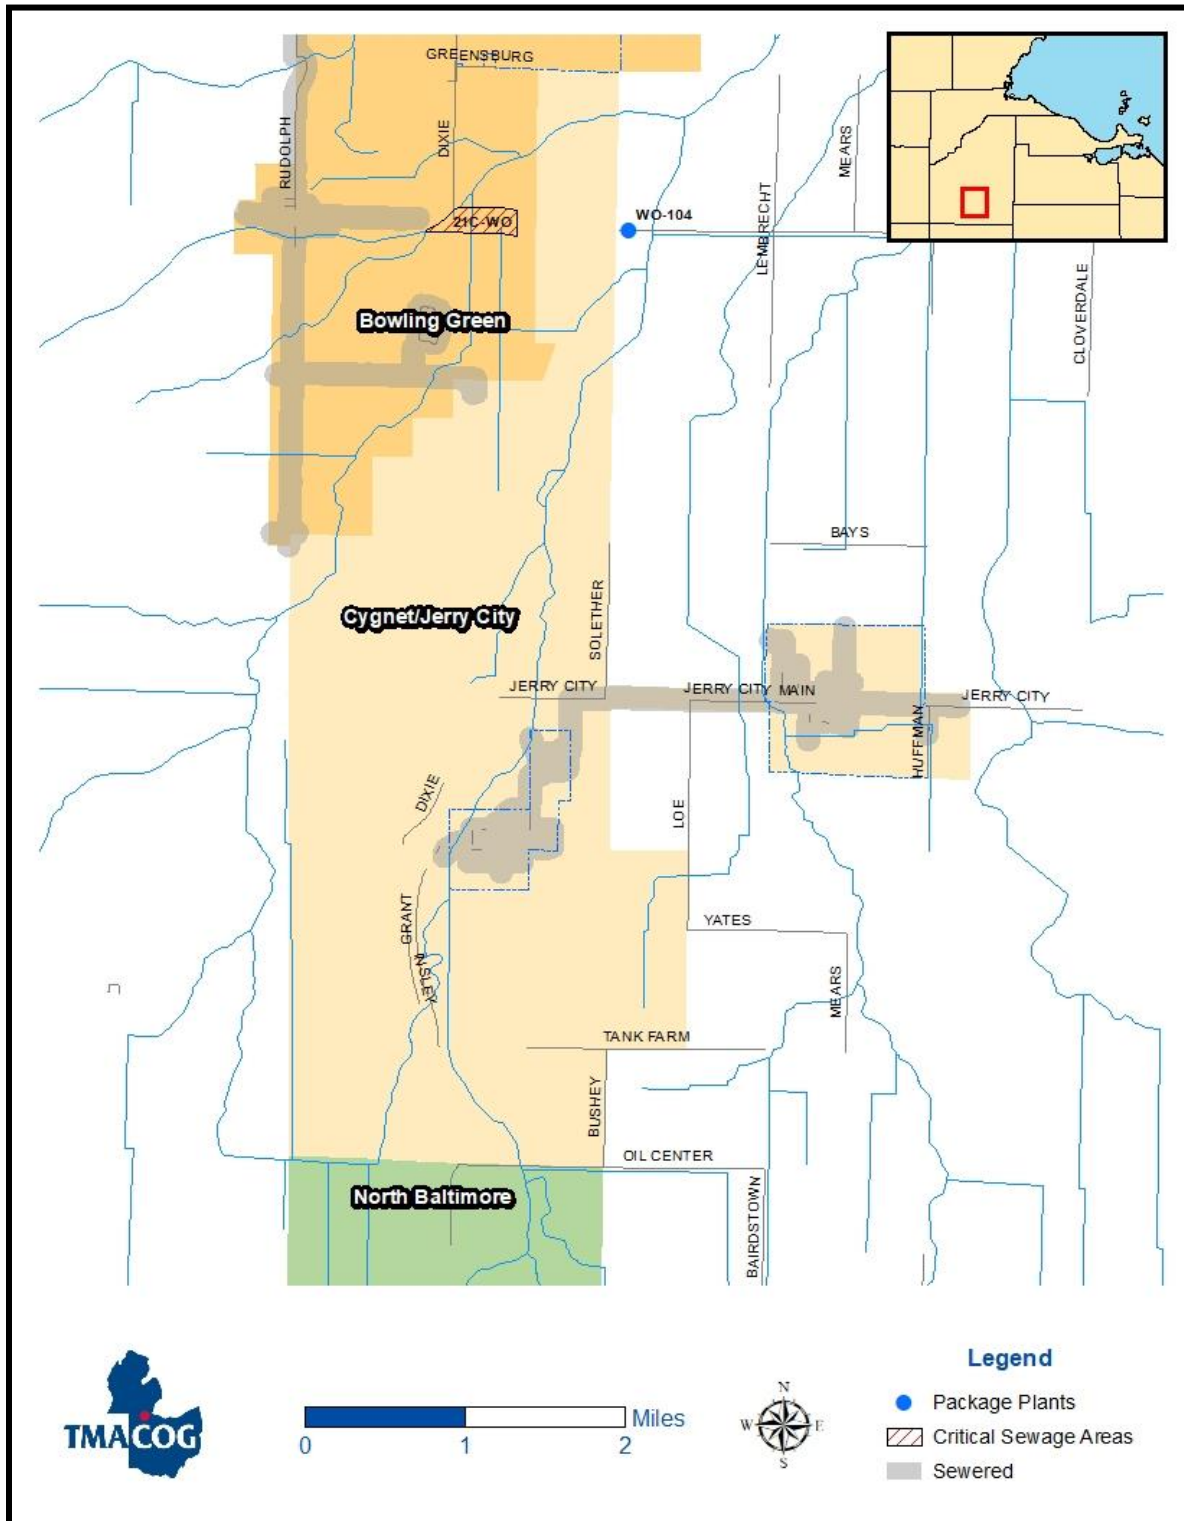 GREENSBURG
RUDOLPH
DIXIE
MEARS
LEMBRECHT
21C-WO
WO-104
CLOVERDALE
Bowling Green
BAYS
SOLETHER
Cygnet/Jerry City
JERRY CITY
JERRY CITY MAIN
JERRY CITY
HUFFMAN
DIXIE
LOE
GRANT
YATES
INSLEY
MEARS
TANK FARM
BUSHEY
OIL CENTER
North Baltimore
BAIRDSTOWN
Legend
Package Plants
Critical Sewage Areas
Sewered
TMACOG
Miles
0 1 2
N
W E
S